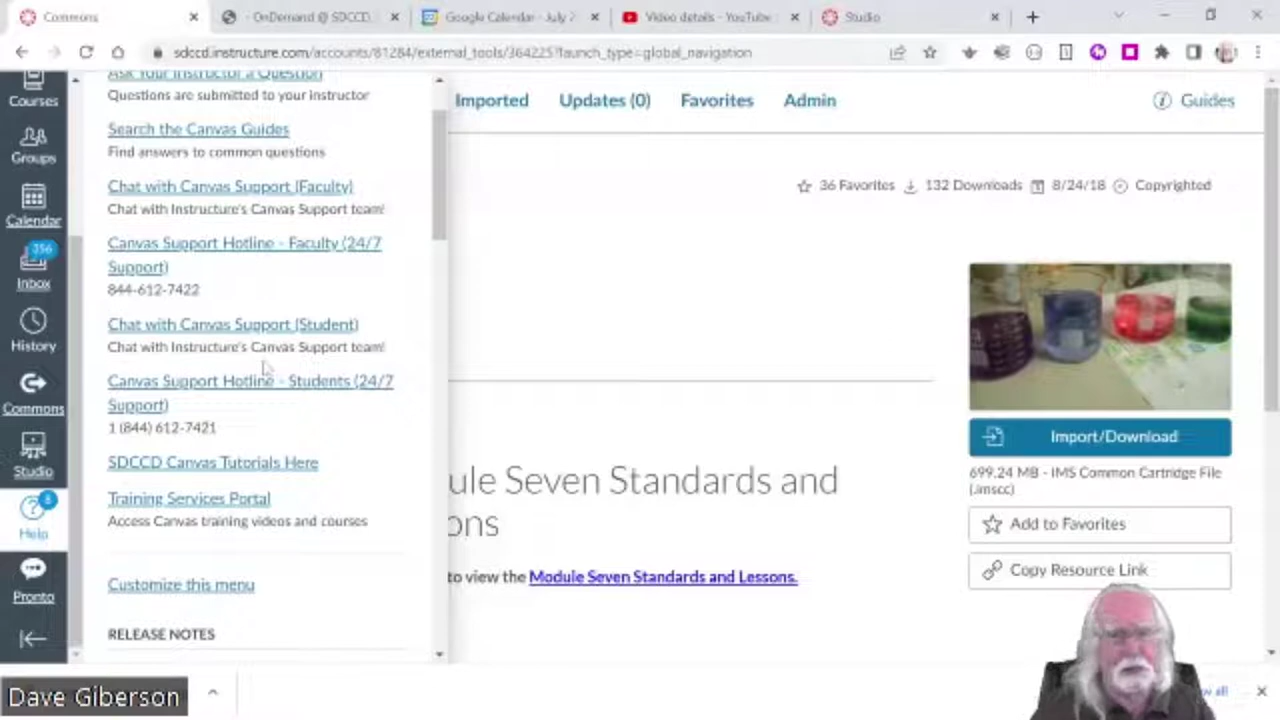 Commons
OnDemand @ SDCCD
Google Calendar - July 2
Video details - YouTube
Studio
sdccd.instructure.com/accounts/81284/external_tools/364225?launch_type=global_navigation
Courses
Groups
Calendar
356
Inbox
History
Commons
Studio
8
Help
Pronto
Ask Your Instructor a Question
Questions are submitted to your instructor
Search the Canvas Guides
Find answers to common questions
Chat with Canvas Support (Faculty)
Chat with Instructure's Canvas Support team!
Canvas Support Hotline - Faculty (24/7
Support)
844-612-7422
Chat with Canvas Support (Student)
Chat with Instructure's Canvas Support team!
Canvas Support Hotline - Students (24/7
Support)
1 (844) 612-7421
SDCCD Canvas Tutorials Here
Training Services Portal
Access Canvas training videos and courses
Customize this menu
RELEASE NOTES
Imported
Updates (0)
Favorites
Admin
Guides
36 Favorites
132 Downloads
8/24/18
Copyrighted
ule Seven Standards and
ons
to view the Module Seven Standards and Lessons.
Import/Download
699.24 MB - IMS Common Cartridge File
(.imscc)
Add to Favorites
Copy Resource Link
all
Dave Giberson